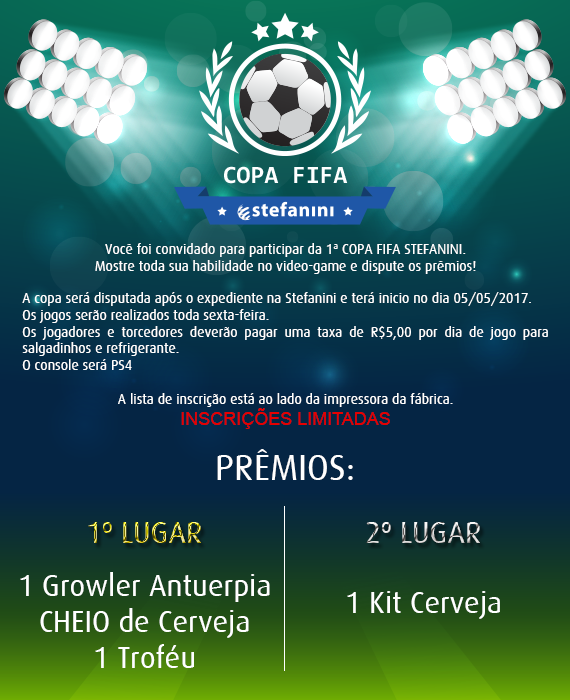 COPA FIFA
stefanini
Você foi convidado para participar da 1ª COPA FIFA STEFANINI.
Mostre toda sua habilidade no video-game e dispute os prêmios!
A copa será disputada após o expediente na Stefanini e terá inicio no dia 05/05/2017.
Os jogos serão realizados toda sexta-feira.
Os jogadores e torcedores deverão pagar uma taxa de R$5,00 por dia de jogo para
salgadinhos e refrigerante.
O console será PS4
A lista de inscrição está ao lado da impressora da fábrica.
INSCRIÇÕES LIMITADAS
PRÊMIOS:
1º LUGAR
1 Growler Antuerpia
CHEIO de Cerveja
1 Troféu
2º LUGAR
1 Kit Cerveja